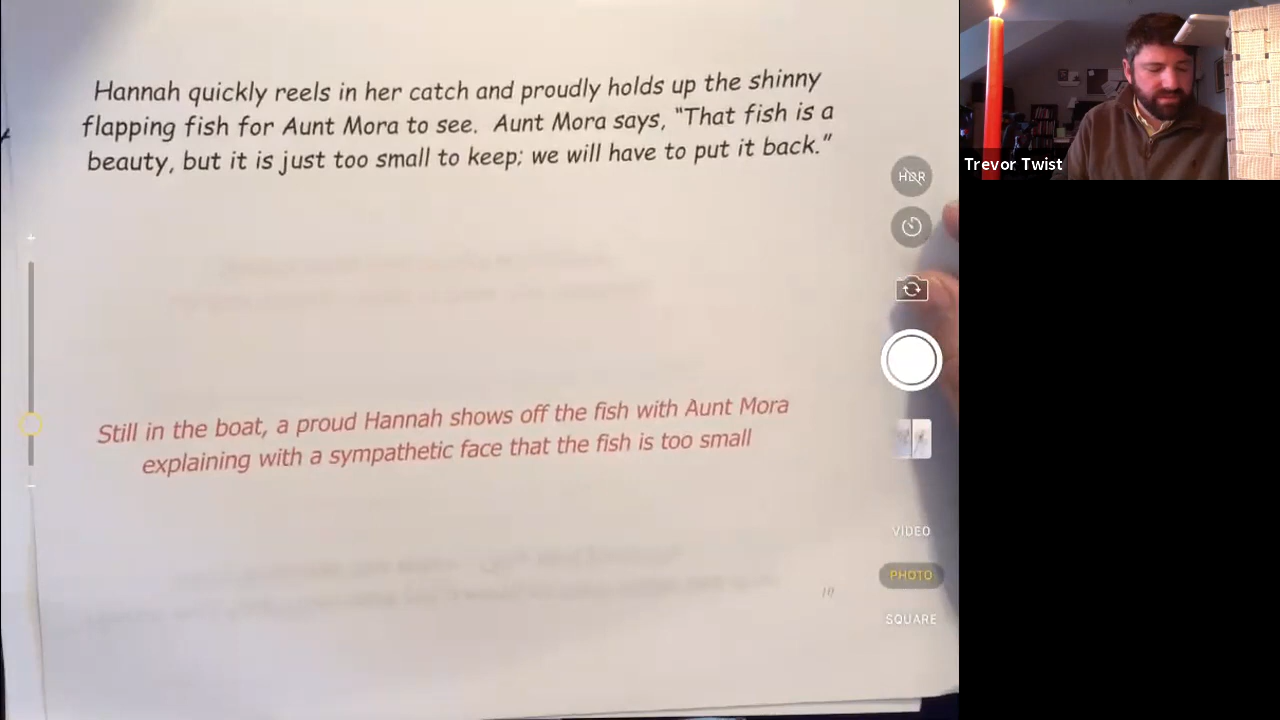 Hannah quickly reels in her catch and proudly holds up the shinny
flapping fish for Aunt Mora to see. Aunt Mora says, “That fish is a
beauty, but it is just too small to keep; we will have to put it back.”
Still in the boat, a proud Hannah shows off the fish with Aunt Mora
explaining with a sympathetic face that the fish is too small
10
HDR
VIDEO
PHOTO
SQUARE
Trevor Twist